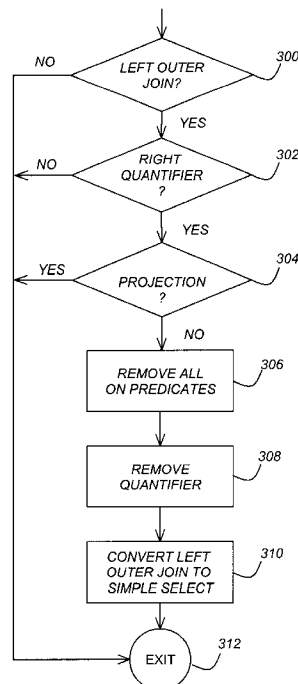 NO
LEFT OUTER
JOIN?
300
YES
NO
RIGHT
QUANTIFIER
?
302
YES
YES
PROJECTION
?
304
NO
REMOVE ALL
ON PREDICATES
306
REMOVE
QUANTIFIER
308
CONVERT LEFT
OUTER JOIN TO
SIMPLE SELECT
310
EXIT
312